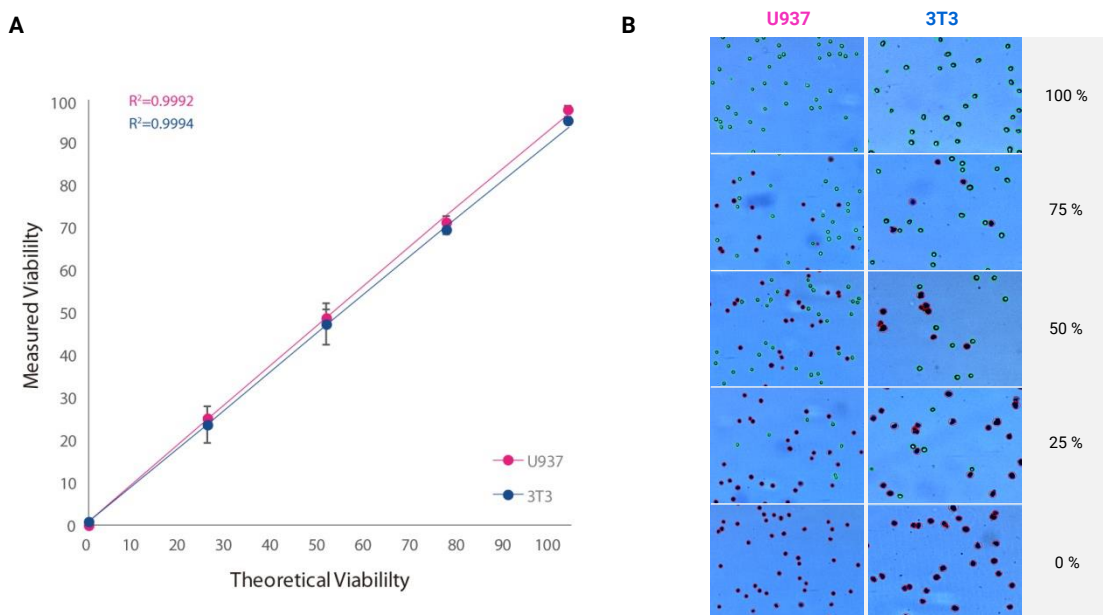 A
R²=0.9992
R²=0.9994
100
90
80
70
60
50
40
30
20
10
0
Measured Viabililty
0 10 20 30 40 50 60 70 80 90 100
Theoretical Viabililty
U937
3T3
B
U937 3T3
100 %
75 %
50 %
25 %
0 %